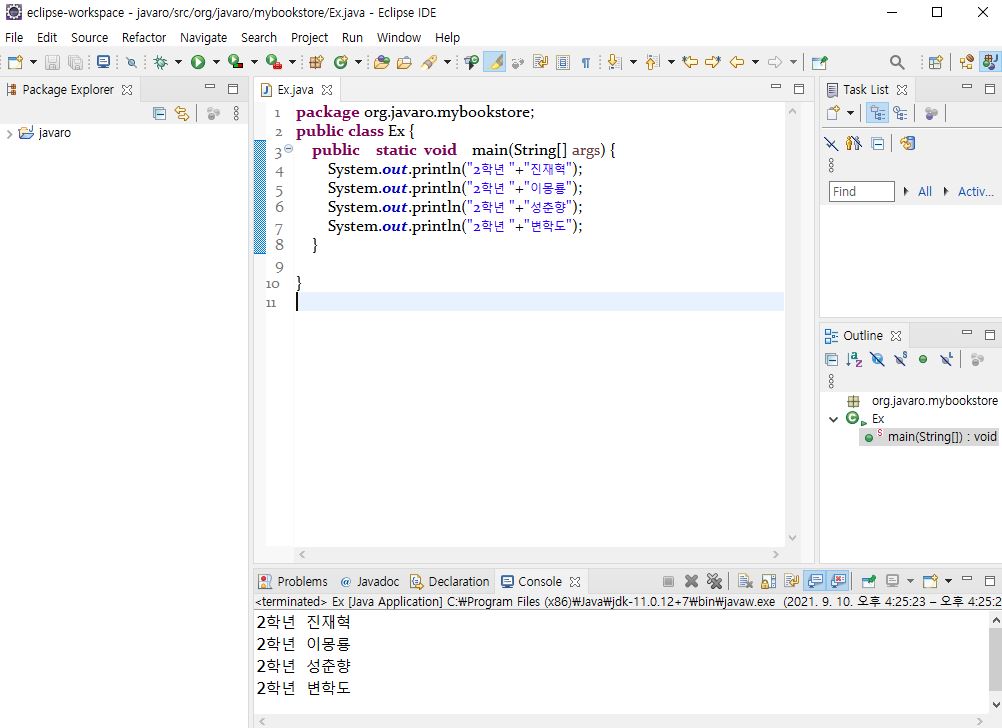 eclipse-workspace - javaro/src/org/javaro/mybookstore/Ex.java - Eclipse IDE
File Edit Source Refactor Navigate Search Project Run Window Help
Package Explorer
javaro
Ex.java
1 package org.javaro.mybookstore;
2 public class Ex {
3 public static void main(String[] args) {
4 System.out.println("2학년 "+"진재혁");
5 System.out.println("2학년 "+"이몽룡");
6 System.out.println("2학년 "+"성춘향");
7 System.out.println("2학년 "+"변학도");
8 }
9
10 }
11
Task List
Find All Activ...
Outline
org.javaro.mybookstore
Ex
main(String[]) : void
Problems Javadoc Declaration Console
<terminated> Ex [Java Application] C:₩Program Files (x86)₩Java₩jdk-11.0.12+7₩bin₩javaw.exe (2021. 9. 10. 오후 4:25:23 – 오후 4:25:2
2학년 진재혁
2학년 이몽룡
2학년 성춘향
2학년 변학도